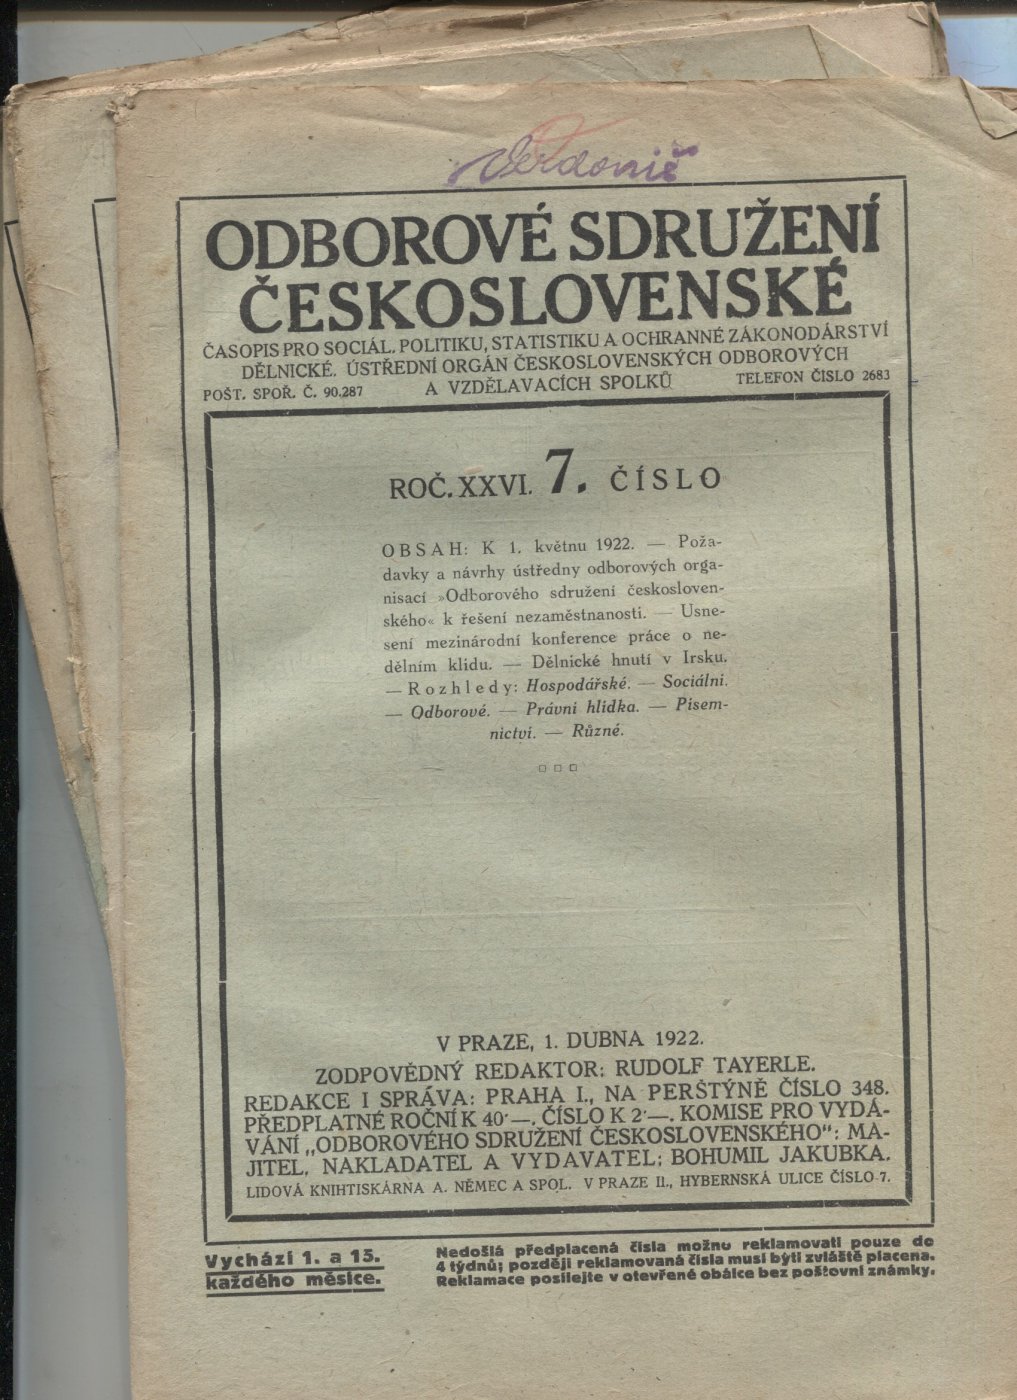 ODBOROVÉ SDRUŽENÍ
ČESKOSLOVENSKÉ
ČASOPIS PRO SOCIÁL. POLITIKU, STATISTIKU A OCHRANNÉ ZÁKONODÁRSTVÍ
DĚLNICKÉ. ÚSTŘEDNÍ ORGÁN ČESKOSLOVENSKÝCH ODBOROVÝCH
POŠT. SPOŘ. Č. 90.287 A VZDĚLAVACÍCH SPOLKŮ TELEFON ČÍSLO 2683
ROČ. XXVI. 7. ČÍSLO
OBSAH: K 1. květnu 1922. — Poža-
davky a návrhy ústředny odborových orga-
nisací »Odborového sdružení českosloven-
ského« k řešení nezaměstnanosti. — Usne-
sení mezinárodní konference práce o ne-
dělním klidu. — Dělnické hnutí v Irsku.
— Rozhledy: Hospodářské. — Sociální.
— Odborové. — Právní hlídka. — Písem-
nictví. — Různé.
V PRAZE, 1. DUBNA 1922.
ZODPOVĚDNÝ REDAKTOR: RUDOLF TAYERLE.
REDAKCE I SPRÁVA: PRAHA I., NA PERŠTÝNĚ ČÍSLO 348.
PŘEDPLATNÉ ROČNÍ K 40·—. ČÍSLO K 2·—. KOMISE PRO VYDÁ-
VÁNÍ „ODBOROVÉHO SDRUŽENÍ ČESKOSLOVENSKÉHO“: MA-
JITEL, NAKLADATEL A VYDAVATEL: BOHUMIL JAKUBKA.
LIDOVÁ KNIHTISKÁRNA A. NĚMEC A SPOL. V PRAZE II., HYBERNSKÁ ULICE ČÍSLO 7.
Vychází 1. a 15.
každého měsíce.
Nedošlá předplacená čísla možno reklamovati pouze do
4 týdnů; později reklamovaná čísla musí býti zvláště placena.
Reklamace posílejte v otevřené obálce bez poštovní známky.